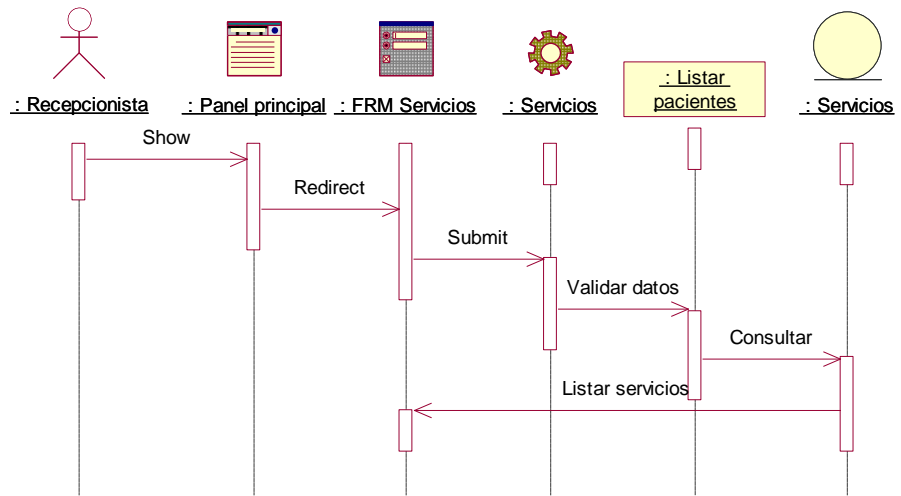 : Recepcionista
: Panel principal
: FRM Servicios
: Servicios
: Listar
pacientes
: Servicios
Show
Redirect
Submit
Validar datos
Consultar
Listar servicios